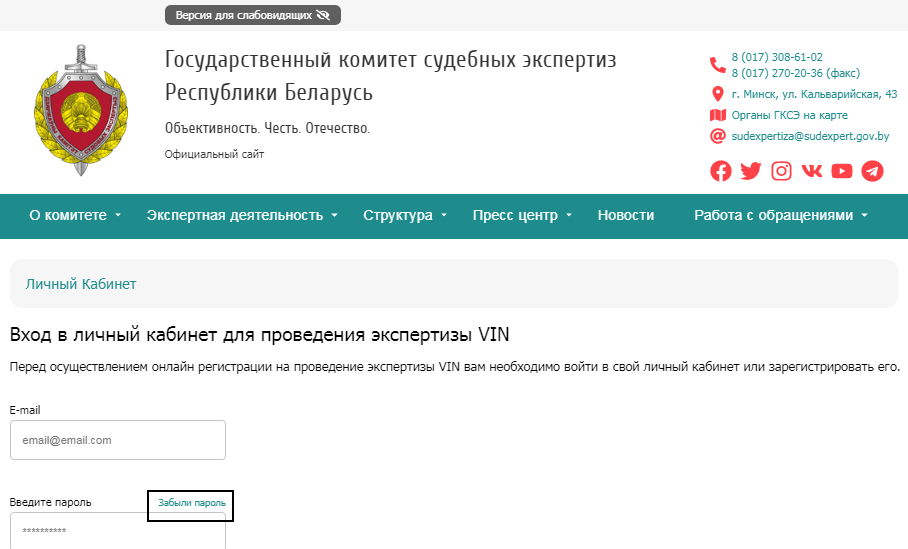 Версия для слабовидящих
Государственный комитет судебных экспертиз
Республики Беларусь
Объективность. Честь. Отечество.
Официальный сайт
8 (017) 308-61-02
8 (017) 270-20-36 (факс)
г. Минск, ул. Кальварийская, 43
Органы ГКСЭ на карте
sudexpertiza@sudexpert.gov.by
О комитете Экспертная деятельность Структура Пресс центр Новости Работа с обращениями
Личный Кабинет
Вход в личный кабинет для проведения экспертизы VIN
Перед осуществлением онлайн регистрации на проведение экспертизы VIN вам необходимо войти в свой личный кабинет или зарегистрировать его.
E-mail
email@email.com
Введите пароль Забыли пароль
**********